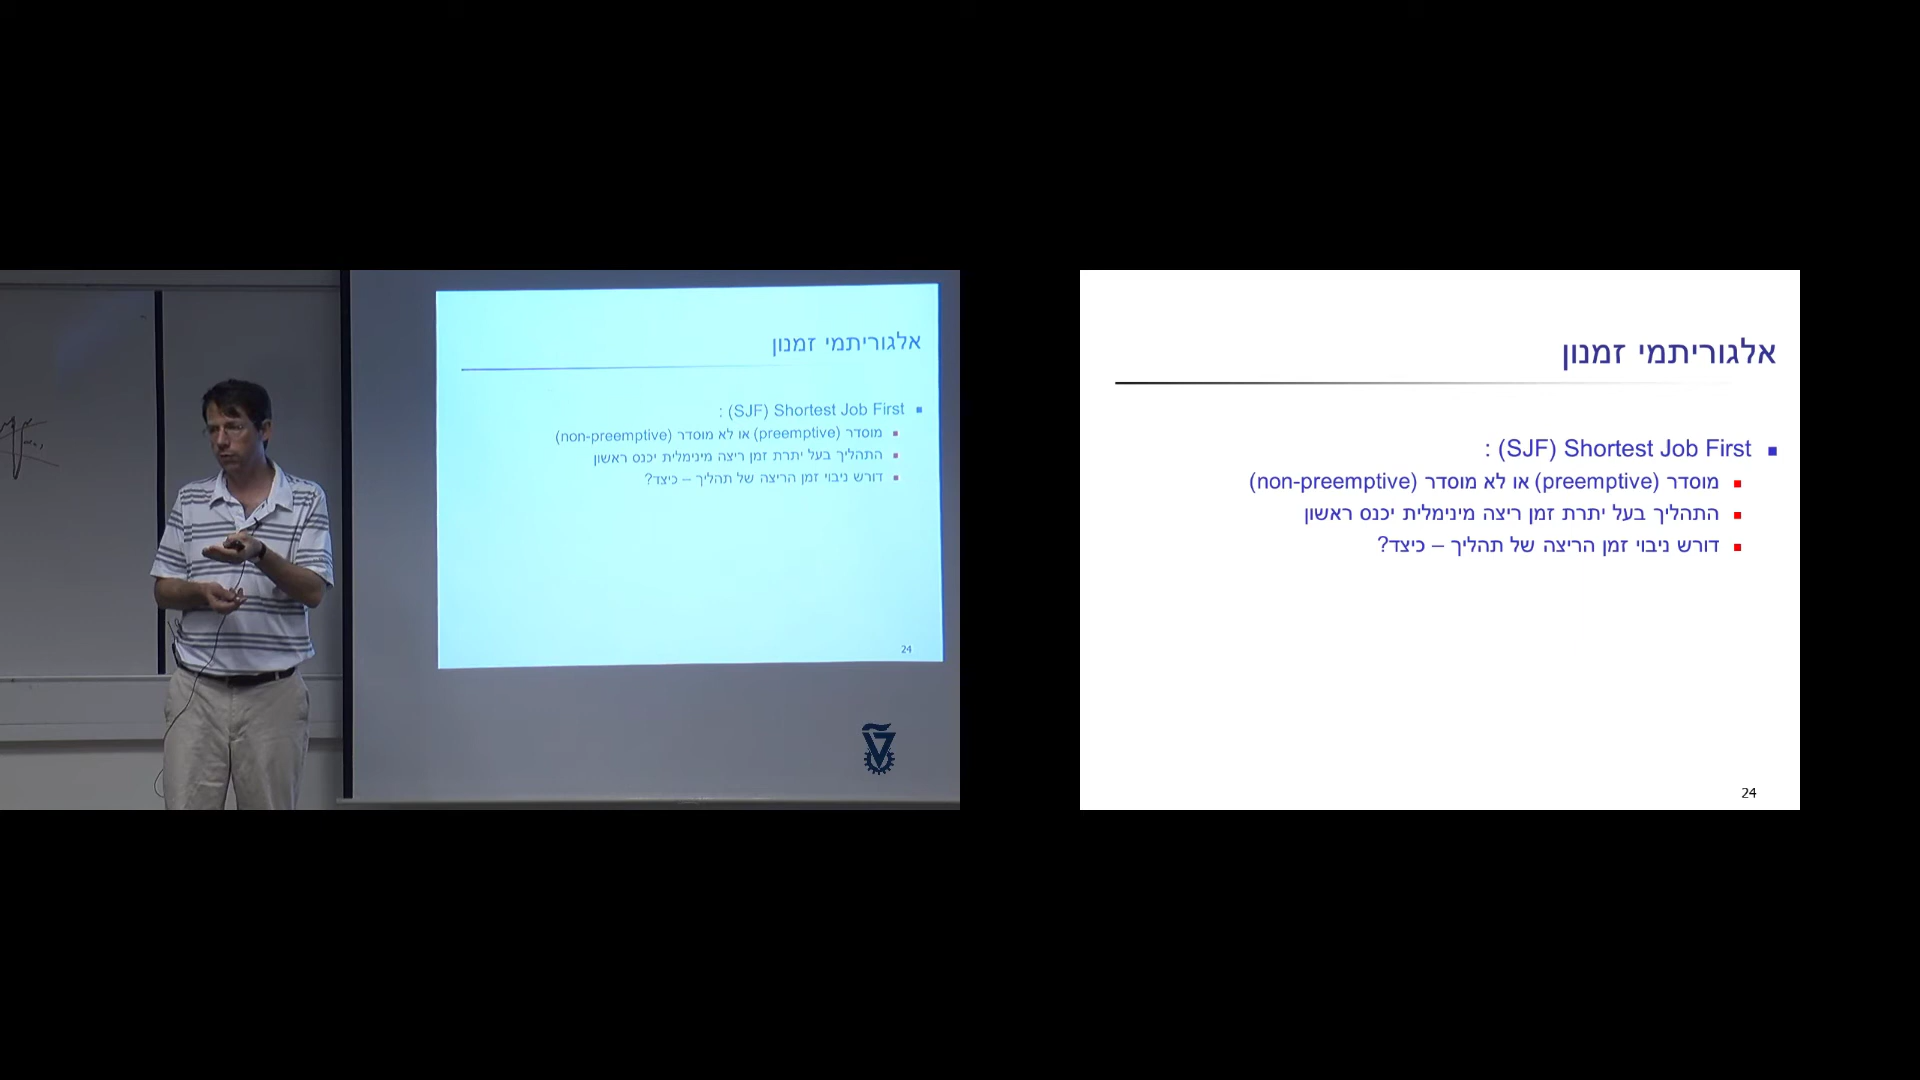 אלגוריתמי זמנון
: (SJF) Shortest Job First
מוסדר (preemptive) או לא מוסדר (non-preemptive)
התהליך בעל יתרת זמן ריצה מינימלית יכנס ראשון
דורש ניבוי זמן הריצה של תהליך – כיצד?
24
אלגוריתמי זמנון
: (SJF) Shortest Job First
מוסדר (preemptive) או לא מוסדר (non-preemptive)
התהליך בעל יתרת זמן ריצה מינימלית יכנס ראשון
דורש ניבוי זמן הריצה של תהליך – כיצד?
24